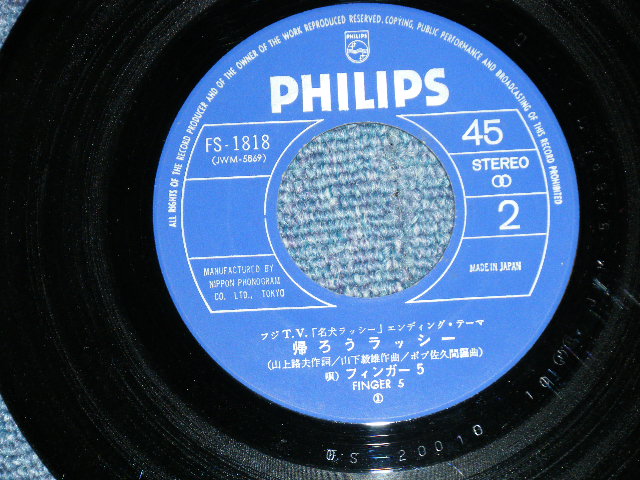 ALL RIGHTS OF THE RECORD PRODUCER AND OF THE OWNER OF THE WORK REPRODUCED RESERVED. COPYING, PUBLIC PERFORMANCE AND BROADCASTING OF THIS RECORD PROHIBITED
PHILIPS
PHILIPS
FS-1818
(JWM-5869)
45
STEREO
2
MANUFACTURED BY
NIPPON PHONOGRAM
CO. LTD., TOKYO
MADE IN JAPAN
フジT.V.「名犬ラッシー」エンディング・テーマ
帰ろうラッシー
(山上路夫作詞／山下毅雄作曲／ボブ佐久間編曲)
唄) フィンガー5
FINGER 5
①